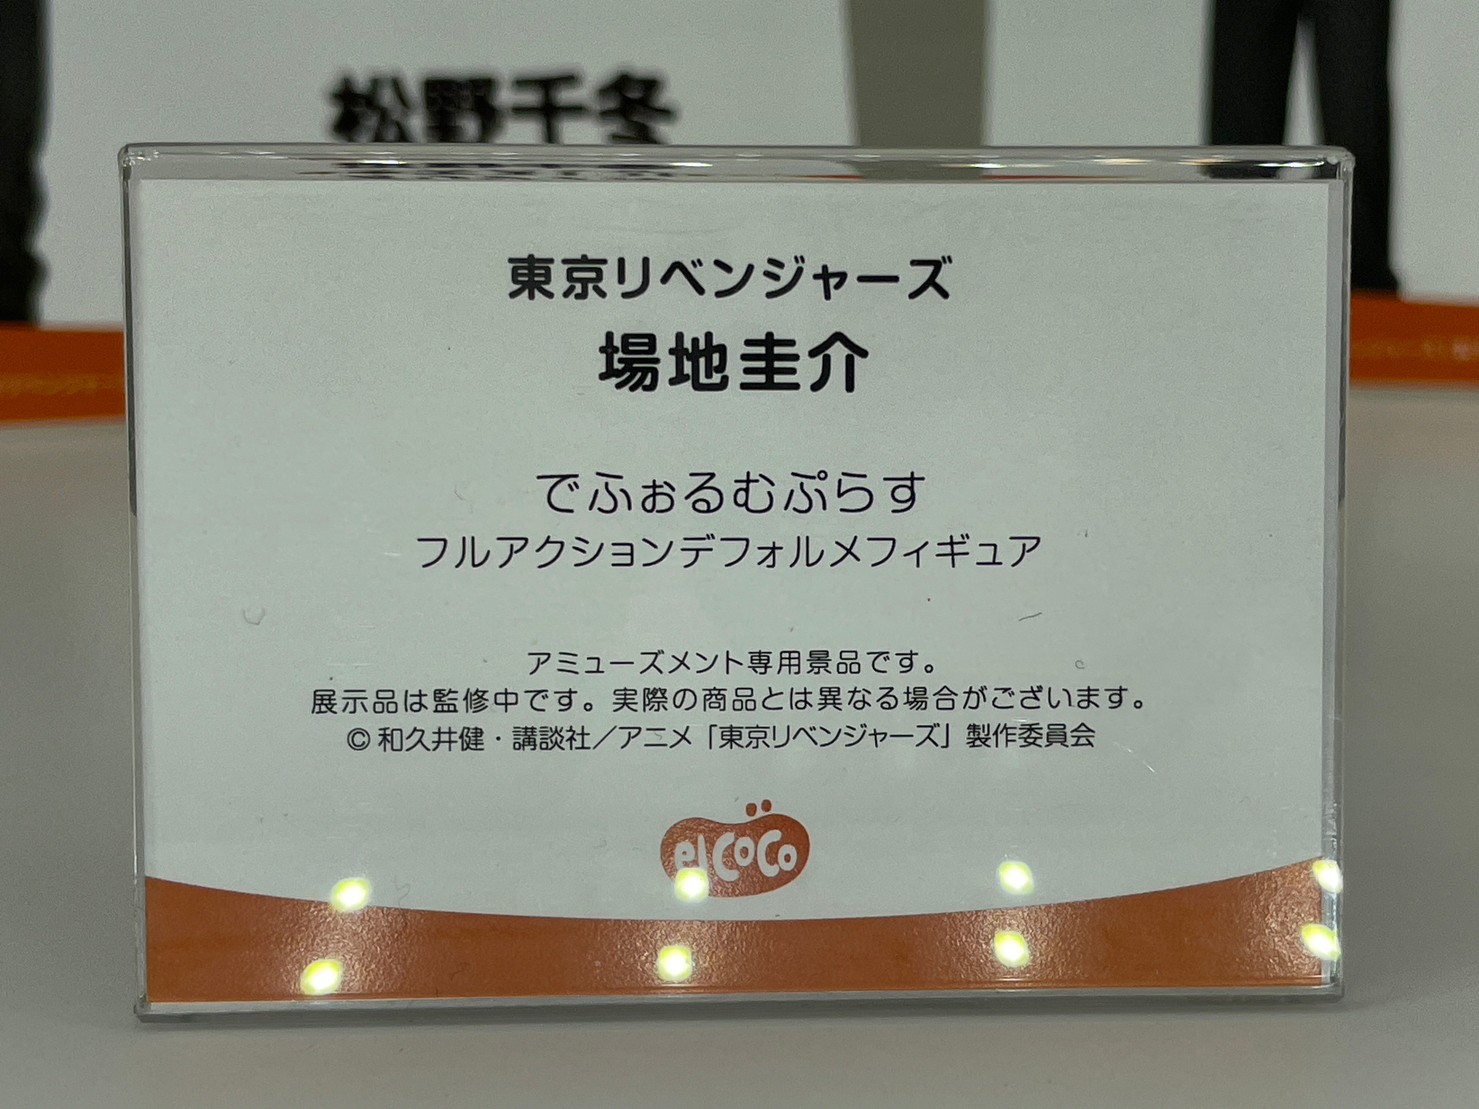 松野千冬
東京リベンジャーズ
場地圭介
でふぉるむぷらす
フルアクションデフォルメフィギュア
アミューズメント専用景品です。
展示品は監修中です。実際の商品とは異なる場合がございます。
©和久井健・講談社／アニメ「東京リベンジャーズ」製作委員会
elcoco